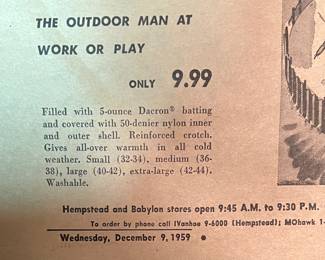 THE OUTDOOR MAN AT
WORK OR PLAY
ONLY 9.99
Filled with 5-ounce Dacron® batting
and covered with 50-denier nylon inner
and outer shell. Reinforced crotch.
Gives all-over warmth in all cold
weather. Small (32-34), medium (36-
38), large (40-42), extra-large (42-44).
Washable.
Hempstead and Babylon stores open 9:45 A.M. to 9:30 P.M.
To order by phone call IVanhoe 9-6000 (Hempstead); MOhawk 1-
Wednesday, December 9, 1959 •